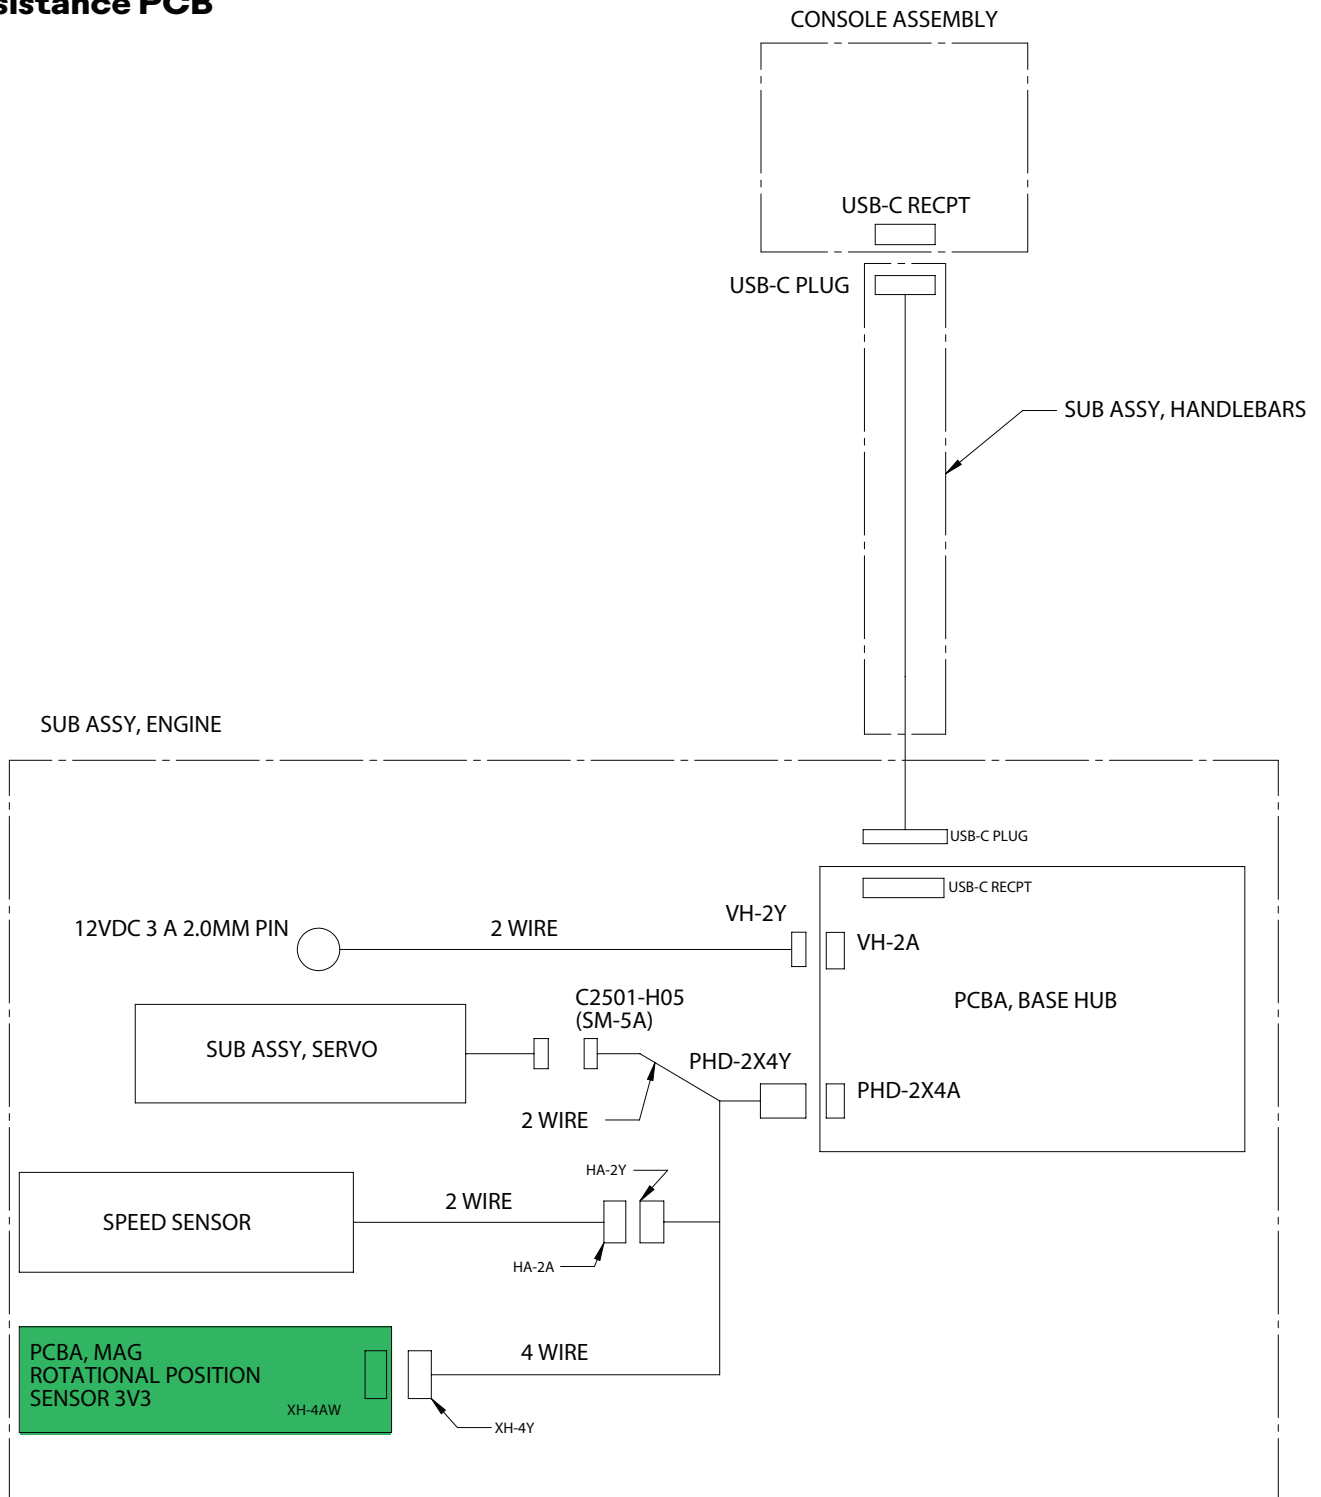 sistance PCB
CONSOLE ASSEMBLY
USB-C RECPT
USB-C PLUG
SUB ASSY, HANDLEBARS
SUB ASSY, ENGINE
USB-C PLUG
USB-C RECPT
12VDC 3 A 2.0MM PIN
2 WIRE
VH-2Y
VH-2A
PCBA, BASE HUB
C2501-H05
(SM-5A)
SUB ASSY, SERVO
PHD-2X4Y
PHD-2X4A
2 WIRE
HA-2Y
2 WIRE
SPEED SENSOR
HA-2A
PCBA, MAG
ROTATIONAL POSITION
SENSOR 3V3
XH-4AW
4 WIRE
XH-4Y